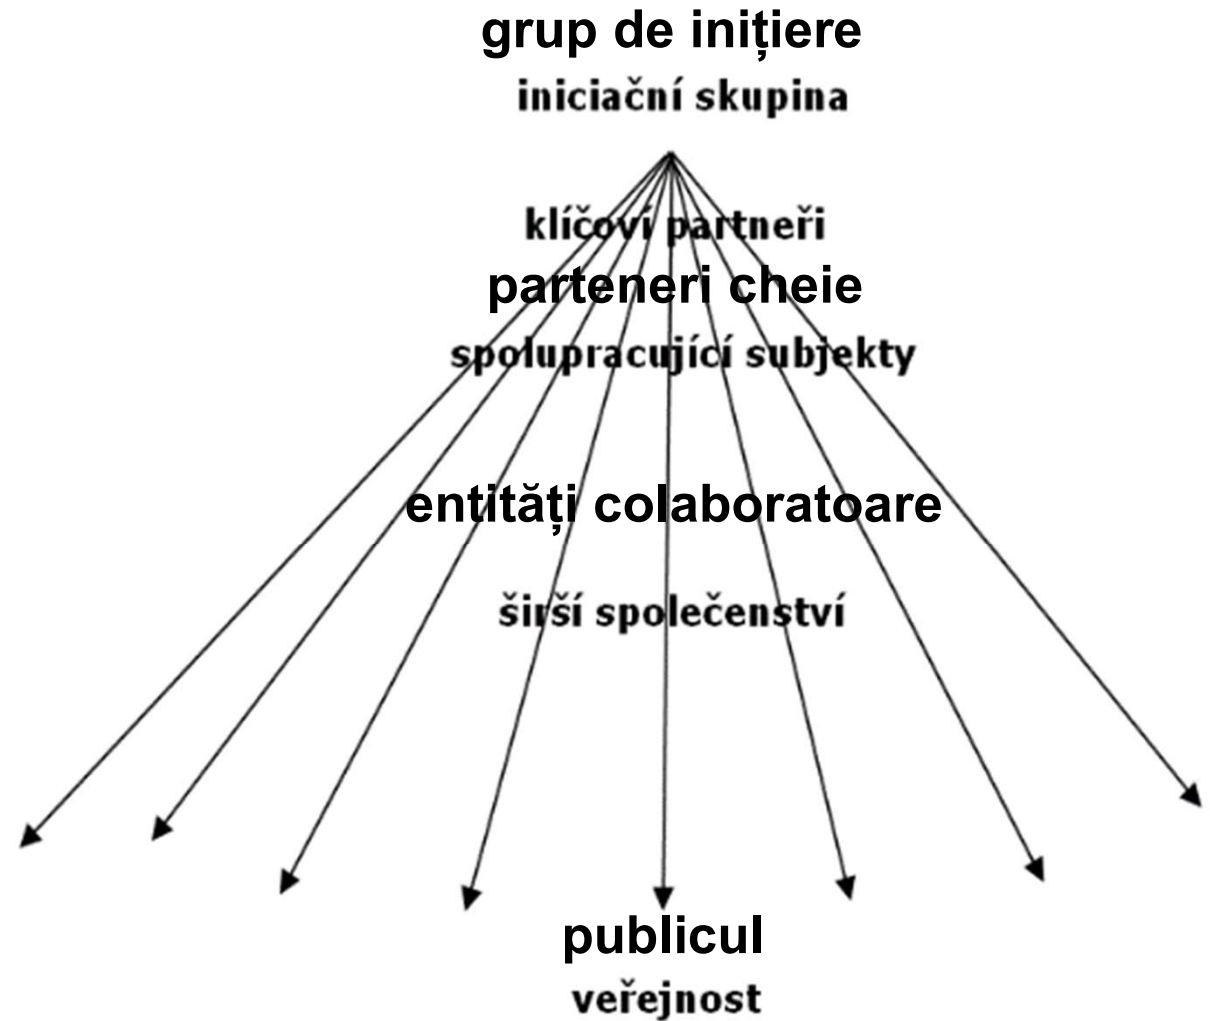 grup de inițiere
iniciační skupina
klíčoví partneři
parteneri cheie
spolupracující subjekty
entități colaboratoare
širší společenství
publicul
veřejnost